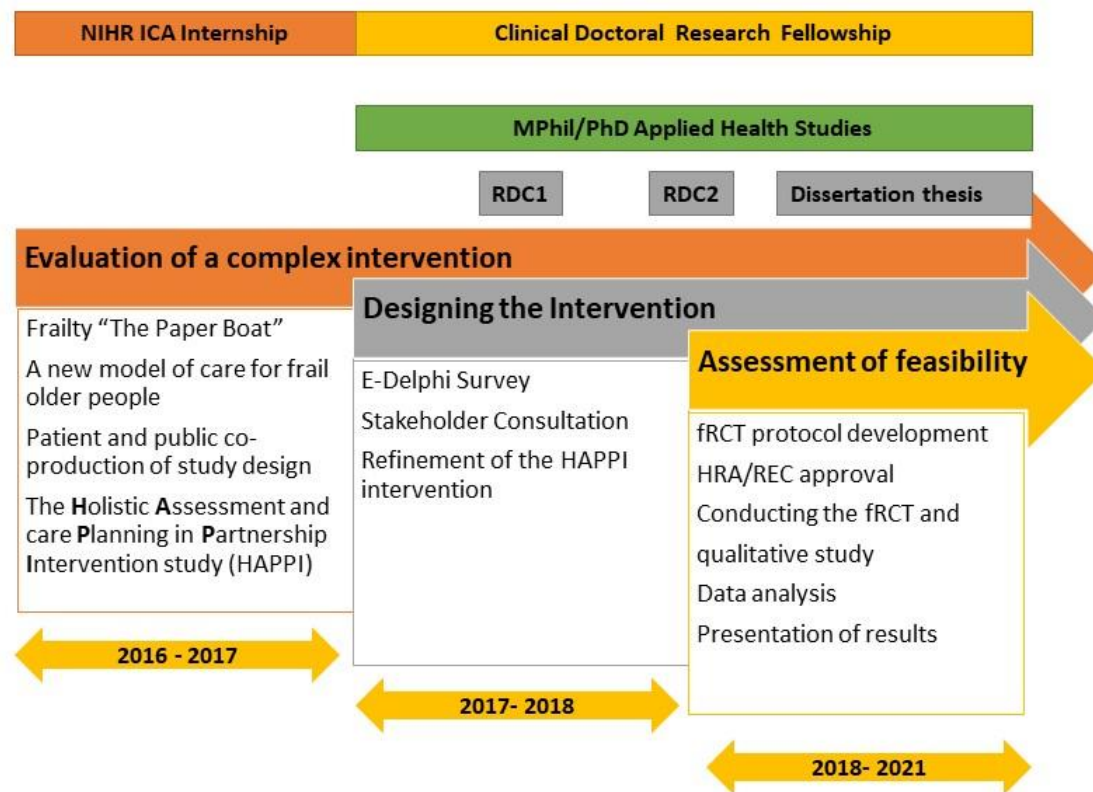 NIHR ICA Internship
Clinical Doctoral Research Fellowship
MPhil/PhD Applied Health Studies
RDC1
RDC2
Dissertation thesis
Evaluation of a complex intervention
Frailty “The Paper Boat”
A new model of care for frail
older people
Patient and public co-
production of study design
The Holistic Assessment and
care Planning in Partnership
Intervention study (HAPPI)
2016 - 2017
Designing the Intervention
E-Delphi Survey
Stakeholder Consultation
Refinement of the HAPPI
intervention
2017- 2018
Assessment of feasibility
fRCT protocol development
HRA/REC approval
Conducting the fRCT and
qualitative study
Data analysis
Presentation of results
2018- 2021